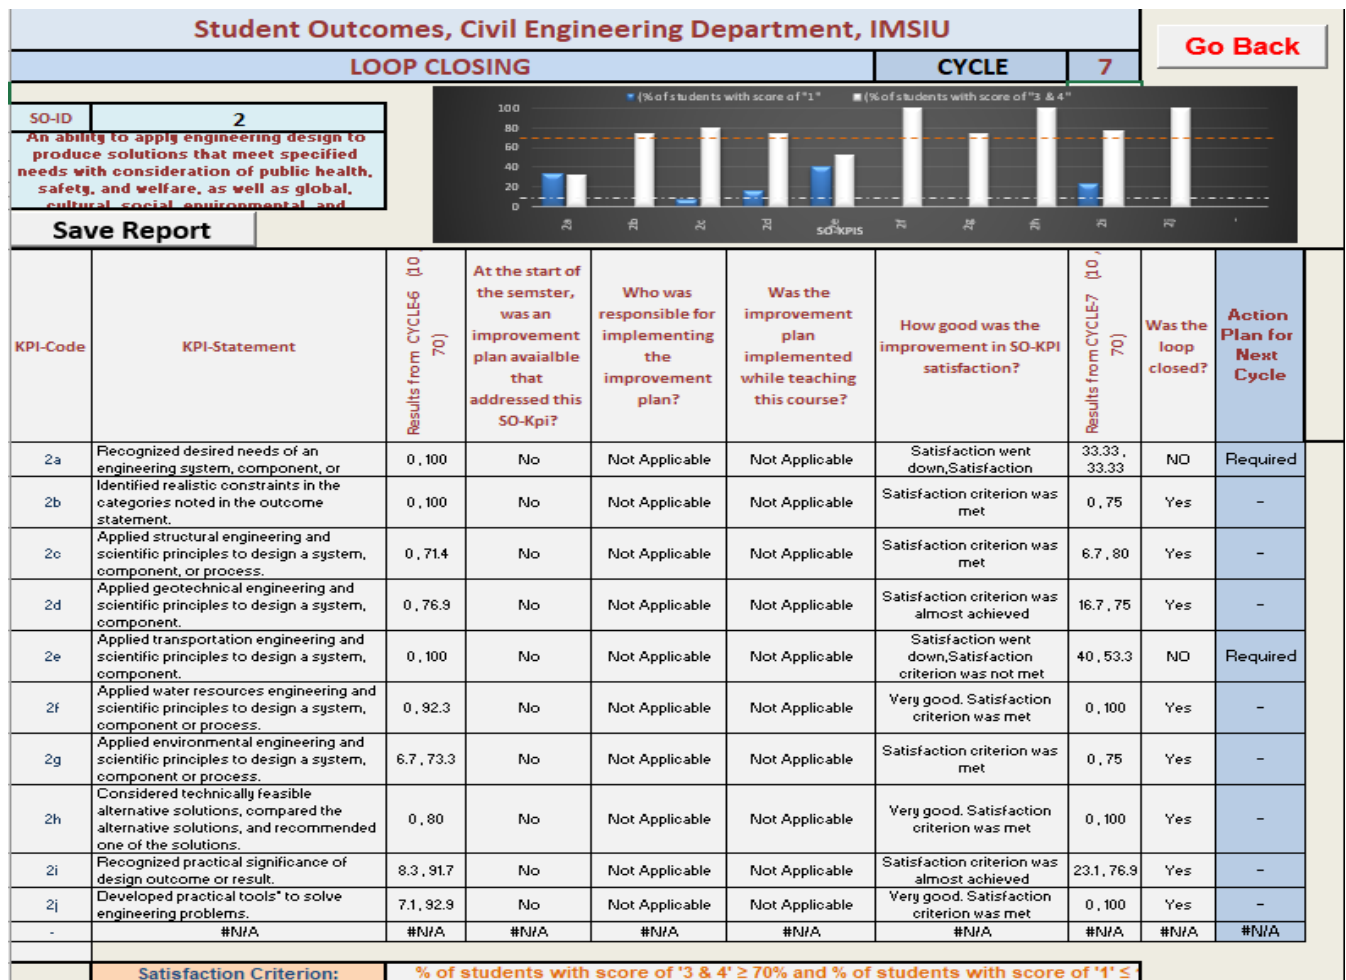 Student Outcomes, Civil Engineering Department, IMSIU
Go Back
LOOP CLOSING
CYCLE
7
SO-ID
2
An ability to apply engineering design to
produce solutions that meet specified
needs with consideration of public health,
safety, and welfare, as well as global,
cultural, social, environmental, and
Save Report
(% of students with score of "1"
(% of students with score of "3 & 4"
100
80
60
40
20
0
2a
2b
2c
2d
2e
2f
2g
2h
2i
2j
-
SO-KPIS
KPI-Code
KPI-Statement
Results from CYCLE-6 (10 ,
70)
At the start of
the semster,
was an
improvement
plan avaialble
that
addressed this
SO-Kpi?
Who was
responsible for
implementing
the
improvement
plan?
Was the
improvement
plan
implemented
while teaching
this course?
How good was the
improvement in SO-KPI
satisfaction?
Results from CYCLE-7 (10 ,
70)
Was the
loop
closed?
Action
Plan for
Next
Cycle
2a
Recognized desired needs of an
engineering system, component, or
0 , 100
No
Not Applicable
Not Applicable
Satisfaction went
down,Satisfaction
33.33 ,
33.33
NO
Required
2b
Identified realistic constraints in the
categories noted in the outcome
statement.
0 , 100
No
Not Applicable
Not Applicable
Satisfaction criterion was
met
0 , 75
Yes
-
2c
Applied structural engineering and
scientific principles to design a system,
component, or process.
0 , 71.4
No
Not Applicable
Not Applicable
Satisfaction criterion was
met
6.7 , 80
Yes
-
2d
Applied geotechnical engineering and
scientific principles to design a system,
component.
0 , 76.9
No
Not Applicable
Not Applicable
Satisfaction criterion was
almost achieved
16.7 , 75
Yes
-
2e
Applied transportation engineering and
scientific principles to design a system,
component.
0 , 100
No
Not Applicable
Not Applicable
Satisfaction went
down,Satisfaction
criterion was not met
40 , 53.3
NO
Required
2f
Applied water resources engineering and
scientific principles to design a system,
component or process.
0 , 92.3
No
Not Applicable
Not Applicable
Very good. Satisfaction
criterion was met
0 , 100
Yes
-
2g
Applied environmental engineering and
scientific principles to design a system,
component or process.
6.7 , 73.3
No
Not Applicable
Not Applicable
Satisfaction criterion was
met
0 , 75
Yes
-
2h
Considered technically feasible
alternative solutions, compared the
alternative solutions, and recommended
one of the solutions.
0 , 80
No
Not Applicable
Not Applicable
Very good. Satisfaction
criterion was met
0 , 100
Yes
-
2i
Recognized practical significance of
design outcome or result.
8.3 , 91.7
No
Not Applicable
Not Applicable
Satisfaction criterion was
almost achieved
23.1 , 76.9
Yes
-
2j
Developed practical tools" to solve
engineering problems.
7.1 , 92.9
No
Not Applicable
Not Applicable
Very good. Satisfaction
criterion was met
0 , 100
Yes
-
-
#N/A
#N/A
#N/A
#N/A
#N/A
#N/A
#N/A
#N/A
#N/A
Satisfaction Criterion:
% of students with score of '3 & 4' ≥ 70% and % of students with score of '1' ≤